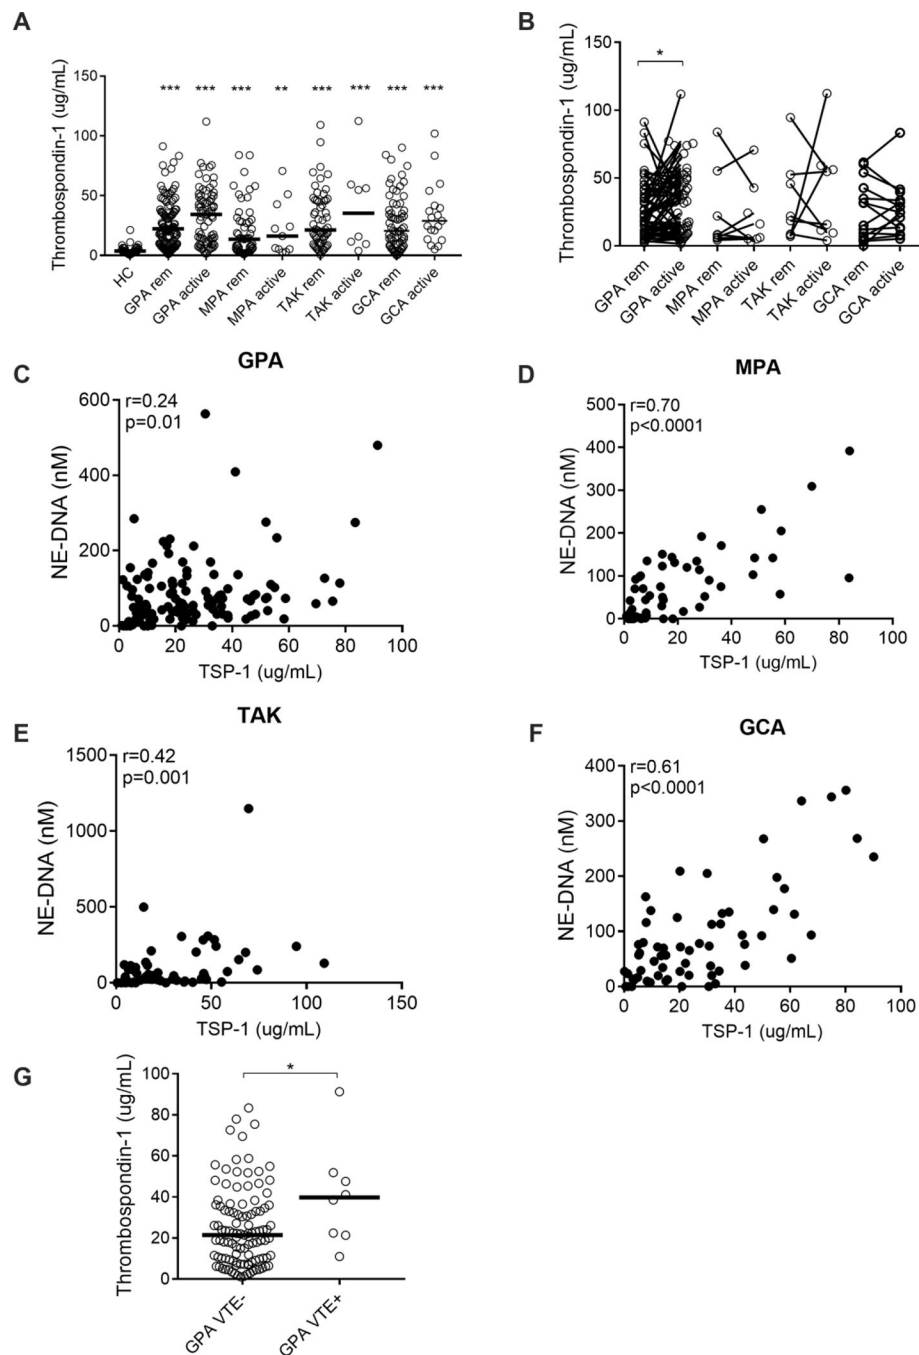 A
Thrombospondin-1 (ug/mL)
150
100
50
0
*** *** *** ** *** *** *** ***
HC
GPA rem
GPA active
MPA rem
MPA active
TAK rem
TAK active
GCA rem
GCA active
B
Thrombospondin-1 (ug/mL)
150
100
50
0
*
GPA rem
GPA active
MPA rem
MPA active
TAK rem
TAK active
GCA rem
GCA active
C
GPA
r=0.24
p=0.01
NE-DNA (nM)
600
400
200
0
0 20 40 60 80 100
TSP-1 (ug/mL)
D
MPA
r=0.70
p<0.0001
NE-DNA (nM)
500
400
300
200
100
0
0 20 40 60 80 100
TSP-1 (ug/mL)
E
TAK
r=0.42
p=0.001
NE-DNA (nM)
1500
1000
500
0
0 50 100 150
TSP-1 (ug/mL)
F
GCA
r=0.61
p<0.0001
NE-DNA (nM)
400
300
200
100
0
0 20 40 60 80 100
TSP-1 (ug/mL)
G
Thrombospondin-1 (ug/mL)
100
80
60
40
20
0
*
GPA VTE-
GPA VTE+